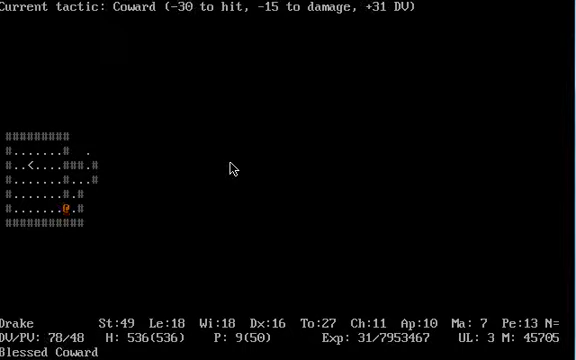 Current tactic: Coward (-30 to hit, -15 to damage, +31 DV)
#########
#.......#  .
#..<....###.#
#.......#...#
#.......#.#
#.......@.#
###########
Drake St:49 Le:18 Wi:18 Dx:16 To:27 Ch:11 Ap:10 Ma: 7 Pe:13 N=
DV/PV: 78/48 H: 536(536) P: 9(50) Exp: 31/7953467 UL: 3 M: 45705
Blessed Coward